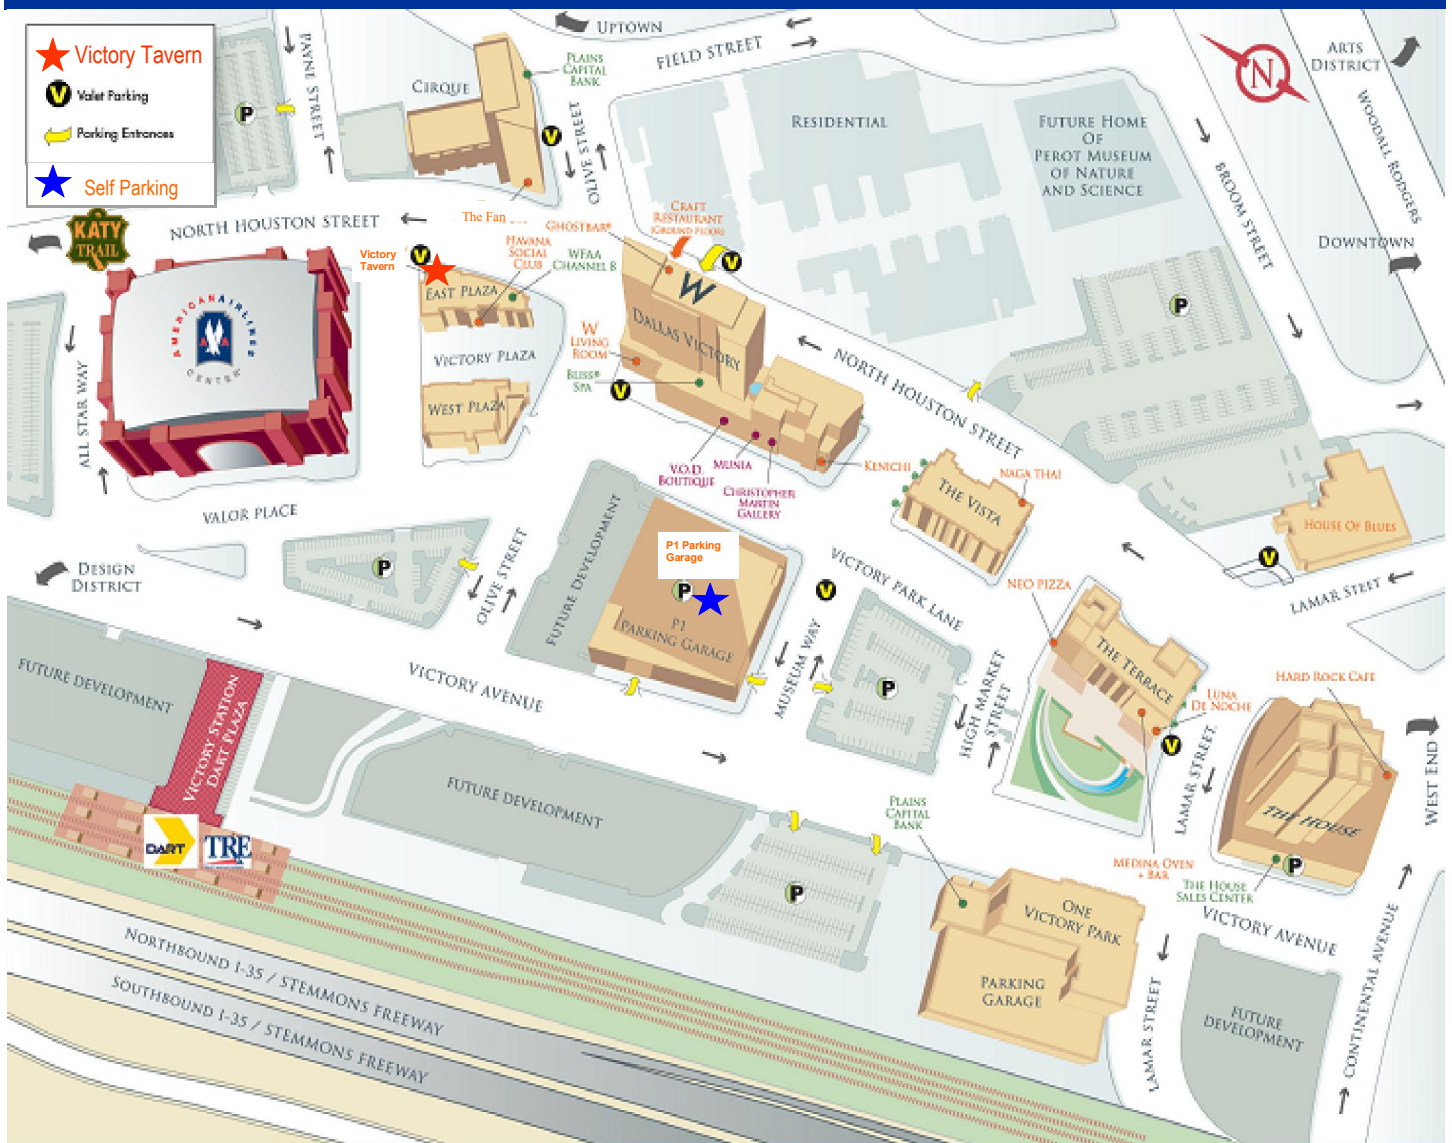 Victory Tavern
V Valet Parking
Parking Entrances
Self Parking
UPTOWN
PAYNE STREET
CIRQUE
PLAINS
CAPITAL
BANK
FIELD STREET
OLIVE STREET
V
P
RESIDENTIAL
FUTURE HOME
OF
PEROT MUSEUM
OF NATURE
AND SCIENCE
N
ARTS
DISTRICT
WOODALL RODGERS
BROOM STREET
DOWNTOWN
KATY
TRAIL
NORTH HOUSTON STREET
The Fan
GHOSTBAR®
CRAFT
RESTAURANT
(GROUND FLOOR)
V
Victory
Tavern
V
HAVANA
SOCIAL
CLUB
WFAA
CHANNEL 8
EAST PLAZA
W
DALLAS VICTORY
P
AMERICAN AIRLINES
CENTER
ALL STAR WAY
VICTORY PLAZA
WEST PLAZA
W
LIVING
ROOM
BLISS®
SPA
V
NORTH HOUSTON STREET
V.O.D.
BOUTIQUE
MUNIA
CHRISTOPHER
MARTIN
GALLERY
KENICHI
THE VISTA
NAGA THAI
HOUSE OF BLUES
V
LAMAR STEET
VALOR PLACE
DESIGN
DISTRICT
P
OLIVE STREET
FUTURE DEVELOPMENT
P1 Parking
Garage
P
P1
PARKING GARAGE
V
VICTORY PARK LANE
MUSEUM WAY
P
NEO PIZZA
THE TERRACE
LUNA
DE NOCHE
V
HIGH MARKET
STREET
LAMAR STREET
HARD ROCK CAFE
THE HOUSE
P
WEST END
FUTURE DEVELOPMENT
VICTORY STATION
DART PLAZA
VICTORY AVENUE
FUTURE DEVELOPMENT
DART
TRE
P
PLAINS
CAPITAL
BANK
MEDINA OVEN
+ BAR
THE HOUSE
SALES CENTER
VICTORY AVENUE
ONE
VICTORY PARK
PARKING
GARAGE
LAMAR STREET
FUTURE
DEVELOPMENT
CONTINENTAL AVENUE
NORTHBOUND I-35 / STEMMONS FREEWAY
SOUTHBOUND I-35 / STEMMONS FREEWAY